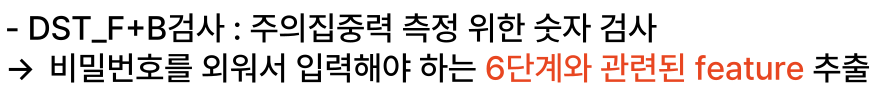 - DST_F+B검사 : 주의집중력 측정 위한 숫자 검사
→ 비밀번호를 외워서 입력해야 하는 6단계와 관련된 feature 추출